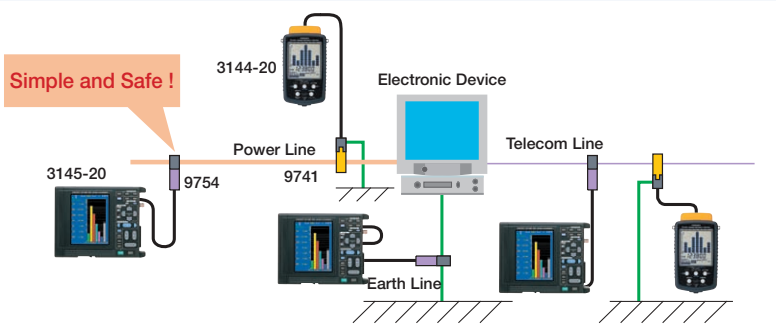 3144-20
Simple and Safe !
Electronic Device
Power Line
Telecom Line
3145-20
9754
9741
Earth Line